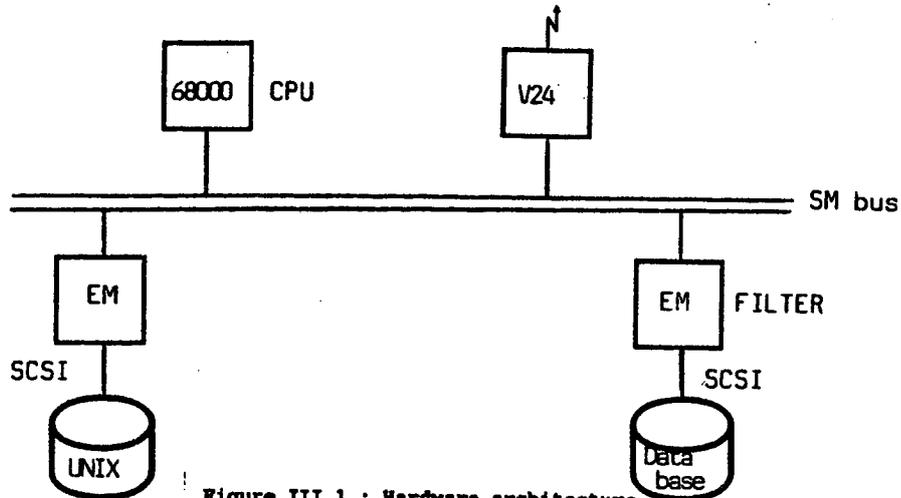 N
68000 CPU
V24
SM bus
EM
EM FILTER
SCSI
SCSI
UNIX
Data
base
Figure III.1 : Hardware architecture